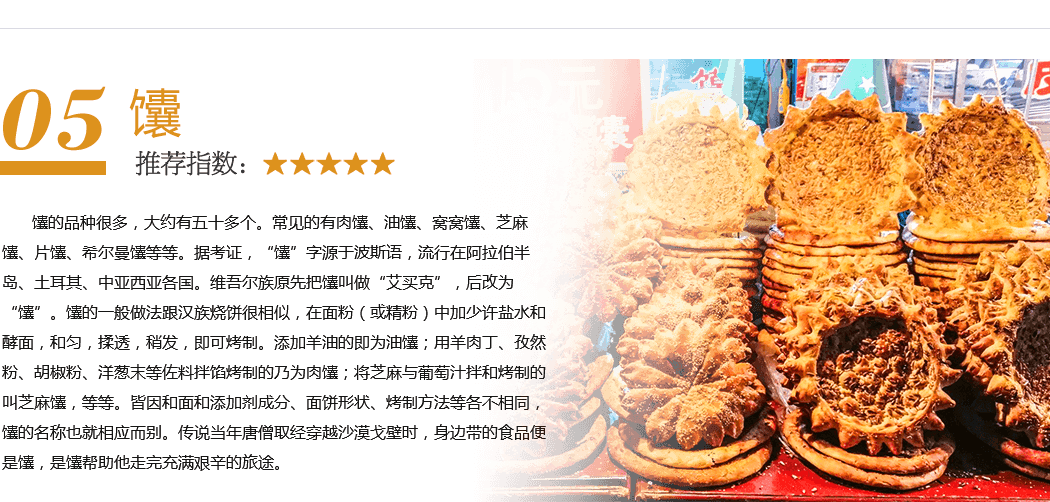 05 馕
推荐指数：★★★★★
馕的品种很多，大约有五十多个。常见的有肉馕、油馕、窝窝馕、芝麻
馕、片馕、希尔曼馕等等。据考证，“馕”字源于波斯语，流行在阿拉伯半
岛、土耳其、中亚西亚各国。维吾尔族原先把馕叫做“艾买克”，后改为
“馕”。馕的一般做法跟汉族烧饼很相似，在面粉（或精粉）中加少许盐水和
酵面，和匀，揉透，稍发，即可烤制。添加羊油的即为油馕；用羊肉丁、孜然
粉、胡椒粉、洋葱末等佐料拌馅烤制的乃为肉馕；将芝麻与葡萄汁拌和烤制的
叫芝麻馕，等等。皆因和面和添加剂成分、面饼形状、烤制方法等各不相同，
馕的名称也就相应而别。传说当年唐僧取经穿越沙漠戈壁时，身边带的食品便
是馕，是馕帮助他走完充满艰辛的旅途。